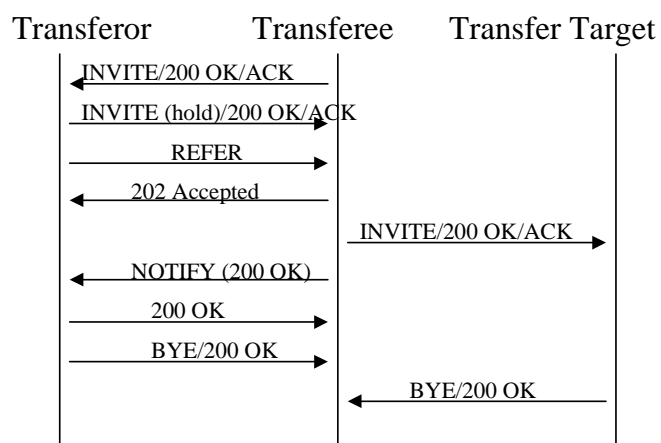 Transferor Transferee Transfer Target
INVITE/200 OK/ACK
INVITE (hold)/200 OK/ACK
REFER
202 Accepted
INVITE/200 OK/ACK
NOTIFY (200 OK)
200 OK
BYE/200 OK
BYE/200 OK